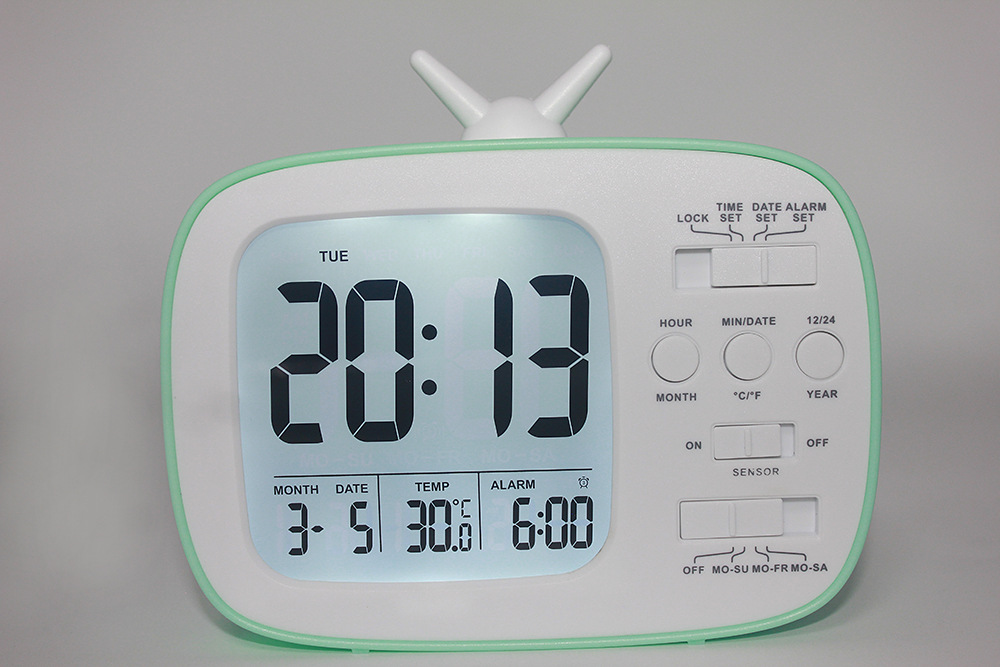 TUE
20:13
MONTH DATE TEMP ALARM
3- 5 30.0°C 6:00
TIME DATE ALARM
LOCK SET SET SET
HOUR MIN/DATE 12/24
MONTH °C/°F YEAR
ON OFF
SENSOR
OFF MO-SU MO-FR MO-SA